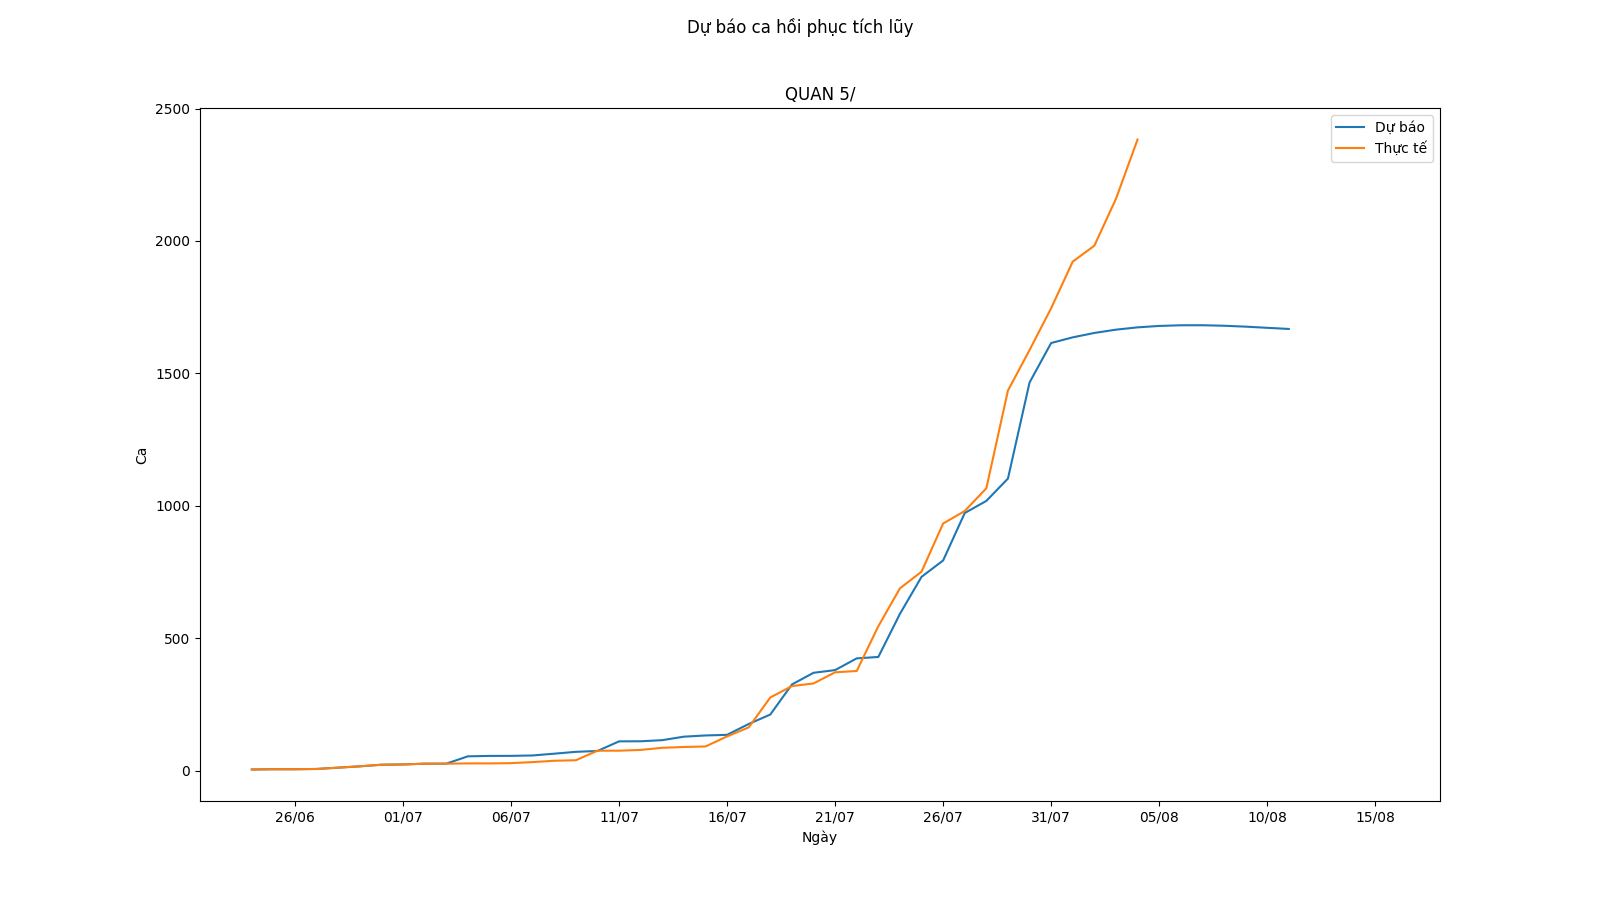 Dự báo ca hồi phục tích lũy
QUAN 5/
2500
2000
1500
1000
500
0
Ca
Dự báo
Thực tế
26/06 01/07 06/07 11/07 16/07 21/07 26/07 31/07 05/08 10/08 15/08
Ngày